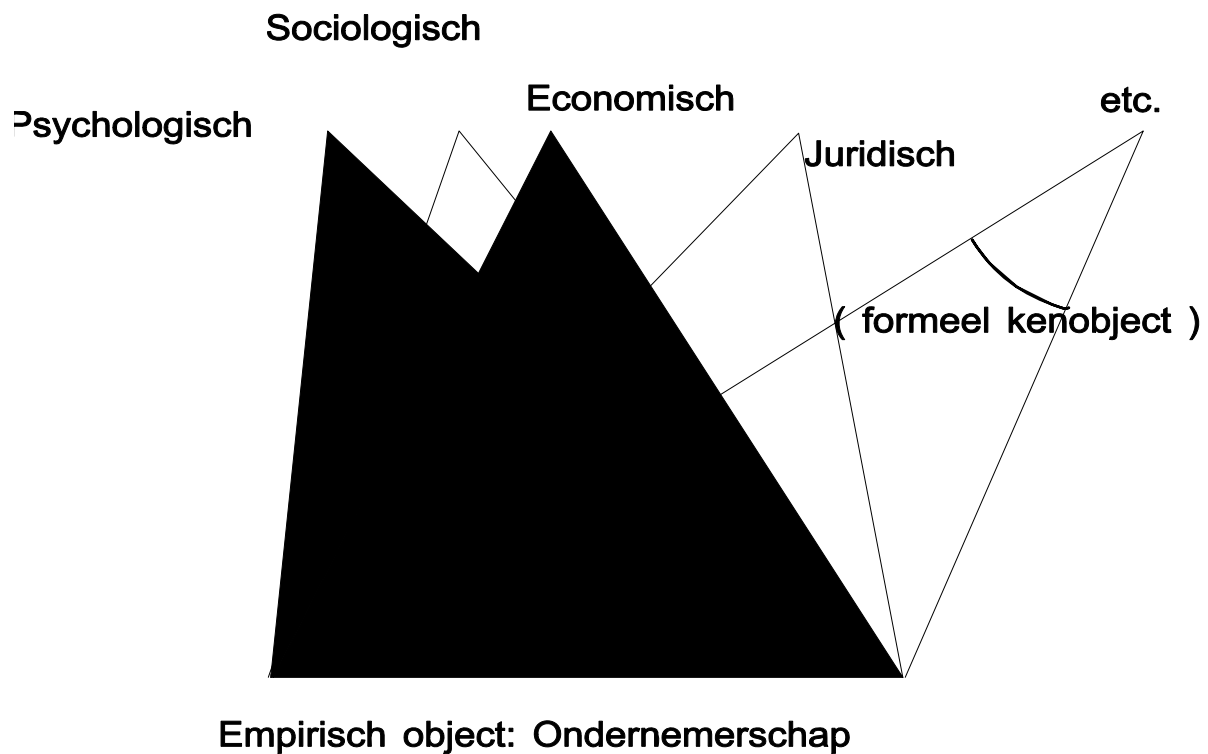 Sociologisch
Economisch
etc.
Psychologisch
Juridisch
( formeel kenobject )
Empirisch object: Ondernemerschap